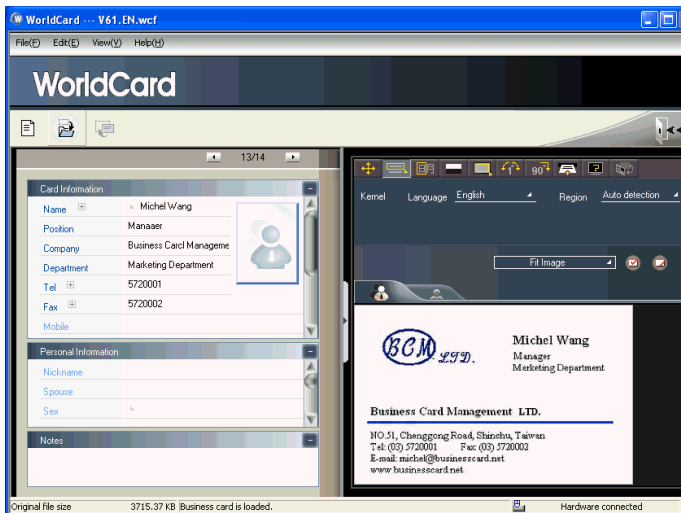 WorldCard --- V61.EN.wcf
File(F) Edit(E) View(V) Help(H)
WorldCard
13/14
90°
Kernel Language English Region Auto detection
Fit Image
Card Information
Name Michel Wang
Position Manaaer
Company Business Carcl Manageme
Department Marketing Department
Tel 5720001
Fax 5720002
Mobile
Personal Information
Nickname
Spouse
Sex
Notes
BCM LTD.
Michel Wang
Manager
Marketing Department
Business Card Management LTD.
NO.51, Chenggong Road, Shinchu, Taiwan
Tel: (03) 5720001 Fax: (03) 5720002
E-mail: michel@businesscard.net
www.businesscard.net
Original file size 3715.37 KB Business card is loaded. Hardware connected